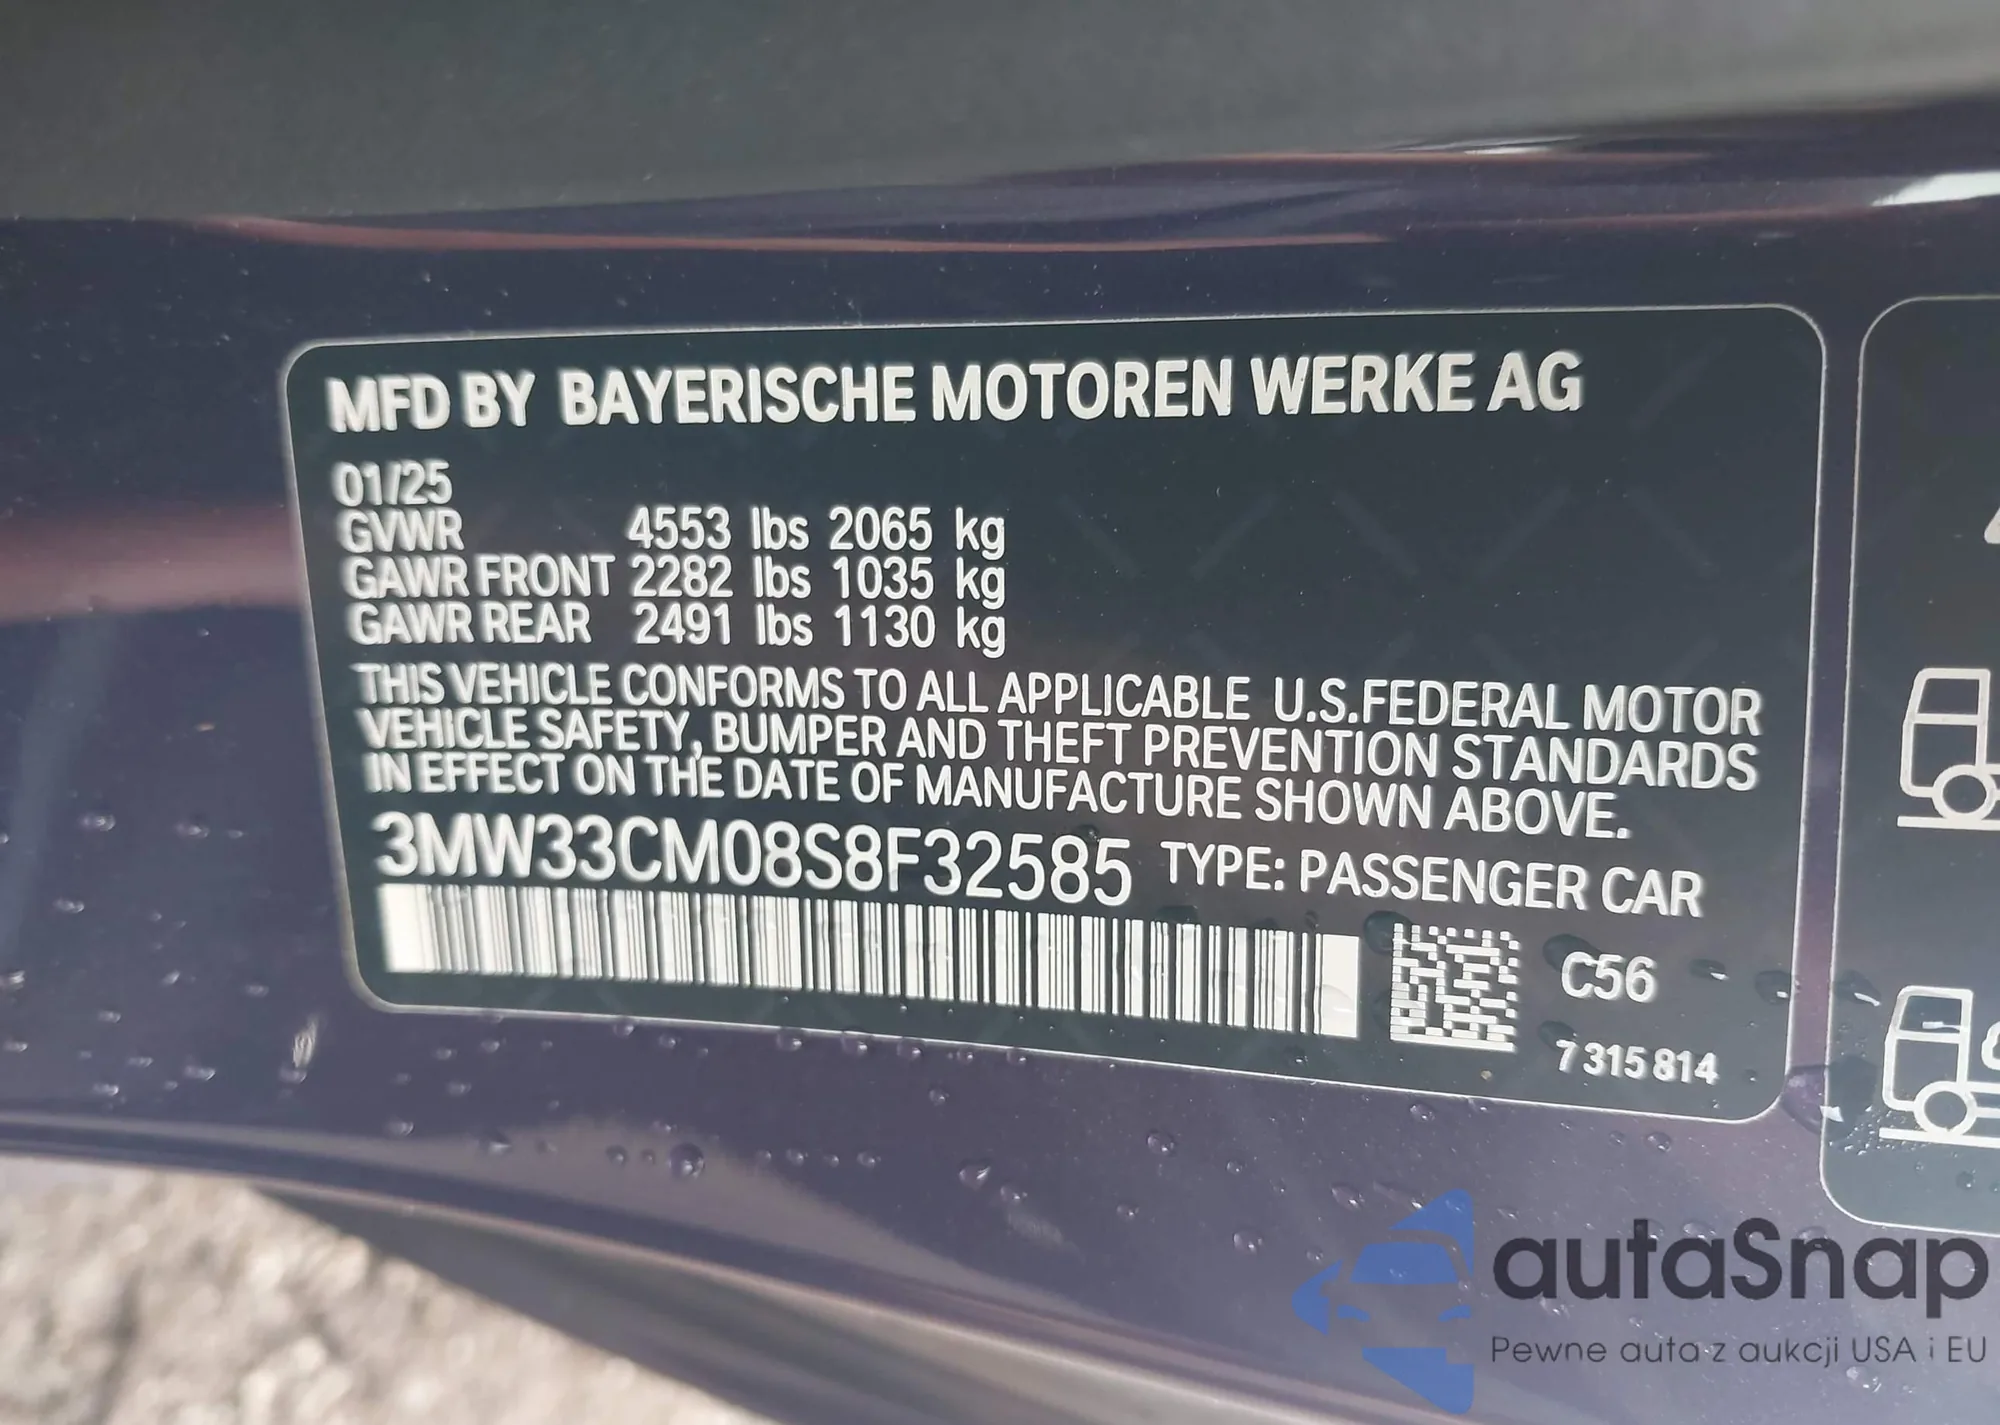 MFD BY BAYERISCHE MOTOREN WERKE AG
01/25
GVWR 4553 lbs 2065 kg
GAWR FRONT 2282 lbs 1035 kg
GAWR REAR 2491 lbs 1130 kg
THIS VEHICLE CONFORMS TO ALL APPLICABLE U.S.FEDERAL MOTOR
VEHICLE SAFETY, BUMPER AND THEFT PREVENTION STANDARDS
IN EFFECT ON THE DATE OF MANUFACTURE SHOWN ABOVE.
3MW33CM08S8F32585 TYPE: PASSENGER CAR
C56
7 315 814
autaSnap
Pewne auta z aukcji USA i EU